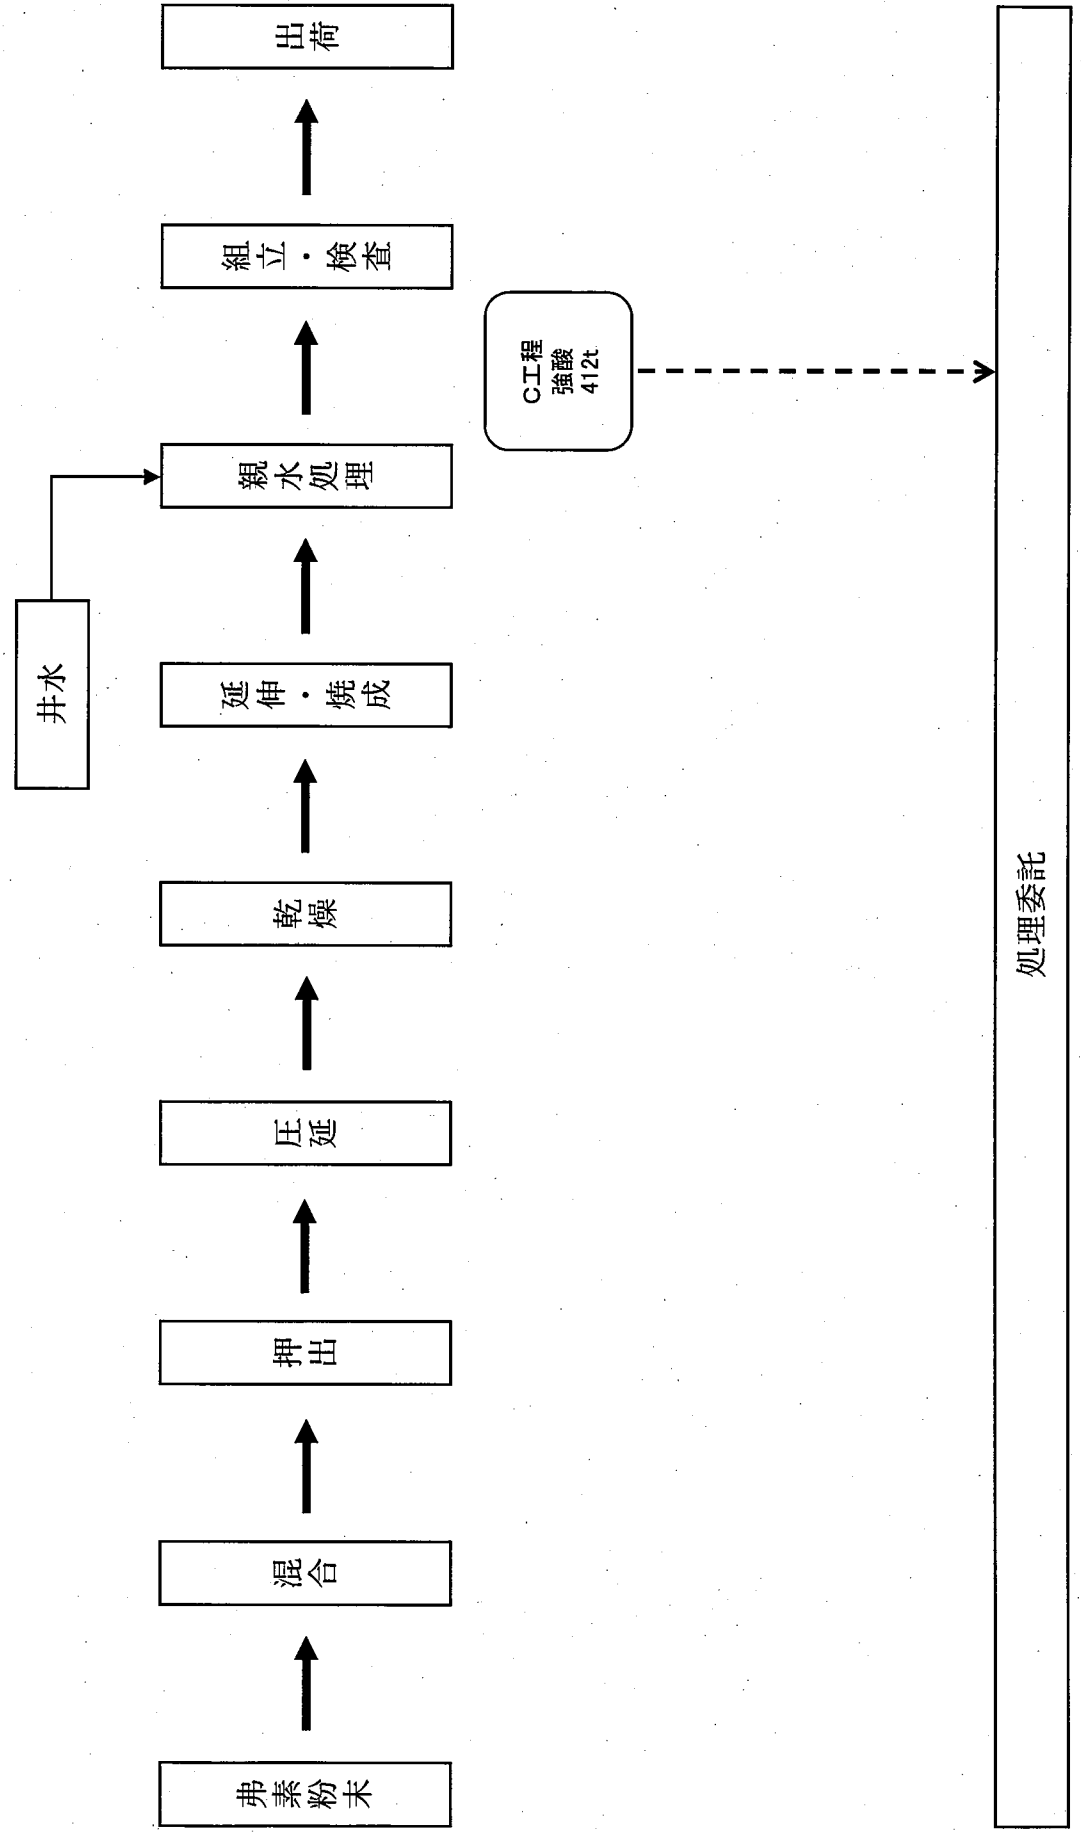 井水
弗素粉末
混合
押出
圧延
乾燥
延伸・焼成
親水処理
組立・検査
出荷
C工程
強酸
412t
処理委託